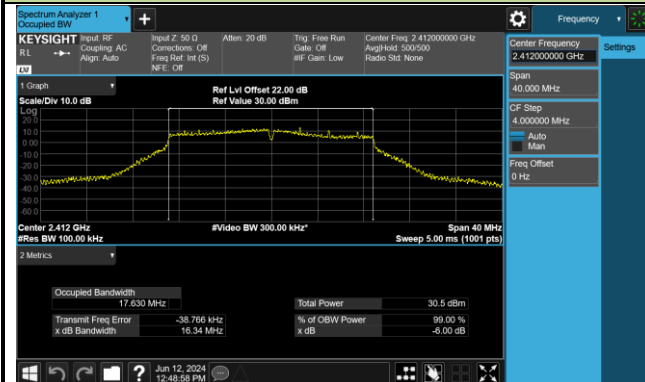 Spectrum Analyzer 1
Occupied BW
+
Frequency
KEYSIGHT
RL
Input: RF
Coupling: AC
Align: Auto
Input Z: 50 Ω
Corrections: Off
Freq Ref: Int (S)
NFE: Off
Atten: 20 dB
Trig: Free Run
Gate: Off
#IF Gain: Low
Center Freq: 2.412000000 GHz
Avg|Hold: 500/500
Radio Std: None
Center Frequency
2.412000000 GHz
Settings
Span
40.000 MHz
CF Step
4.000000 MHz
Auto
Man
Freq Offset
0 Hz
1 Graph
Scale/Div 10.0 dB
Ref Lvl Offset 22.00 dB
Ref Value 30.00 dBm
Log
20.0
10.0
0.00
-10.0
-20.0
-30.0
-40.0
-50.0
-60.0
Center 2.412 GHz
#Res BW 100.00 kHz
#Video BW 300.00 kHz*
Span 40 MHz
Sweep 5.00 ms (1001 pts)
2 Metrics
Occupied Bandwidth
17.630 MHz
Total Power 30.5 dBm
Transmit Freq Error -38.766 kHz
% of OBW Power 99.00 %
x dB Bandwidth 16.34 MHz
x dB -6.00 dB
?
Jun 12, 2024
12:48:58 PM